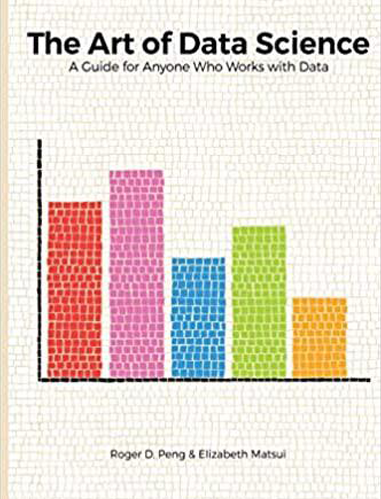 The Art of Data Science
A Guide for Anyone Who Works with Data
Roger D. Peng & Elizabeth Matsui